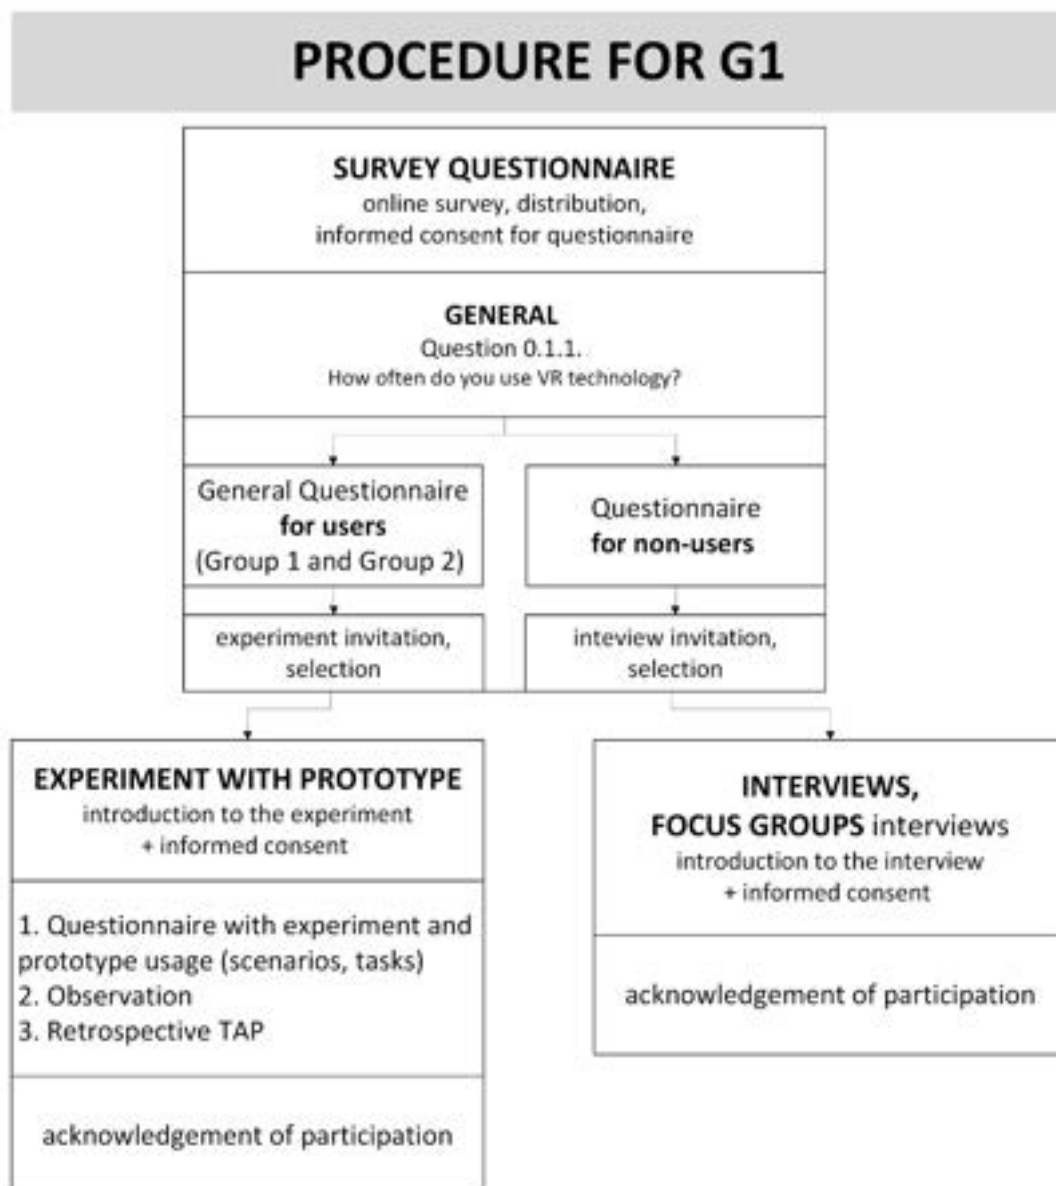 PROCEDURE FOR G1
SURVEY QUESTIONNAIRE
online survey, distribution,
informed consent for questionnaire
GENERAL
Question 0.1.1.
How often do you use VR technology?
General Questionnaire
for users
(Group 1 and Group 2)
Questionnaire
for non-users
experiment invitation,
selection
inteview invitation,
selection
EXPERIMENT WITH PROTOTYPE
introduction to the experiment
+ informed consent
1. Questionnaire with experiment and
prototype usage (scenarios, tasks)
2. Observation
3. Retrospective TAP
acknowledgement of participation
INTERVIEWS,
FOCUS GROUPS interviews
introduction to the interview
+ informed consent
acknowledgement of participation